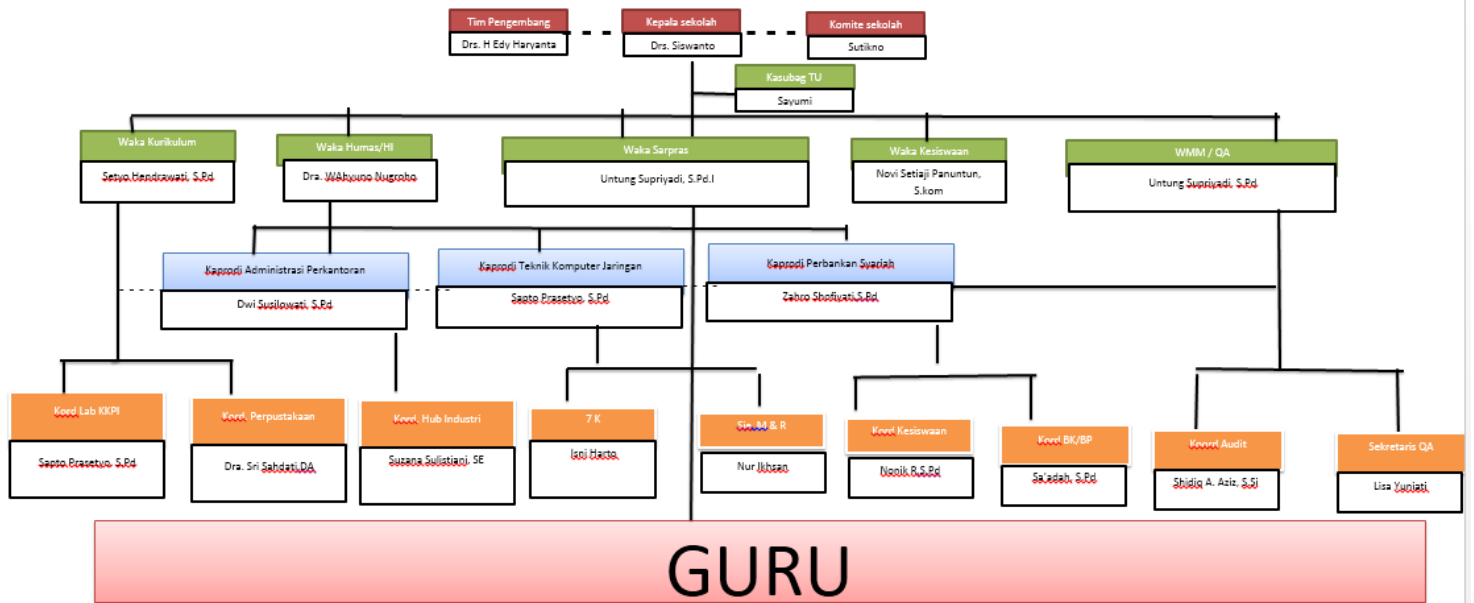 Tim Pengembang
Drs. H Edy Haryanta
Kepala sekolah
Drs. Siswanto
Komite sekolah
Sutikno
Kasubag TU
Sayumi
Waka Kurikulum
Setyo Hendrawati, S.Pd
Waka Humas/HI
Dra. WAhyuno Nugroho
Waka Sarpras
Untung Supriyadi, S.Pd.I
Waka Kesiswaan
Novi Setiaji Panuntun,
S.kom
WMM / QA
Untung Supriyadi, S.Pd
Kaprodi Administrasi Perkantoran
Dwi Susilowati, S.Pd
Kaprodi Teknik Komputer Jaringan
Sapto Prasetyo, S.Pd
Kaprodi Perbankan Syariah
Zahro Shofiyati,S.Pd
Kord Lab KKPI
Sapto Prasetyo, S.Pd
Kord. Perpustakaan
Dra. Sri Sahdati,DA
Kord. Hub Industri
Suzana Sulistiani, SE
7 K
Isni Harto
Sie. M & R
Nur Ikhsan
Kord Kesiswaan
Nonik R,S.Pd
Kord BK/BP
Sa'adah, S.Pd
Koord Audit
Shidiq A. Aziz, S.Si
Sekretaris QA
Lisa Yuniati
GURU